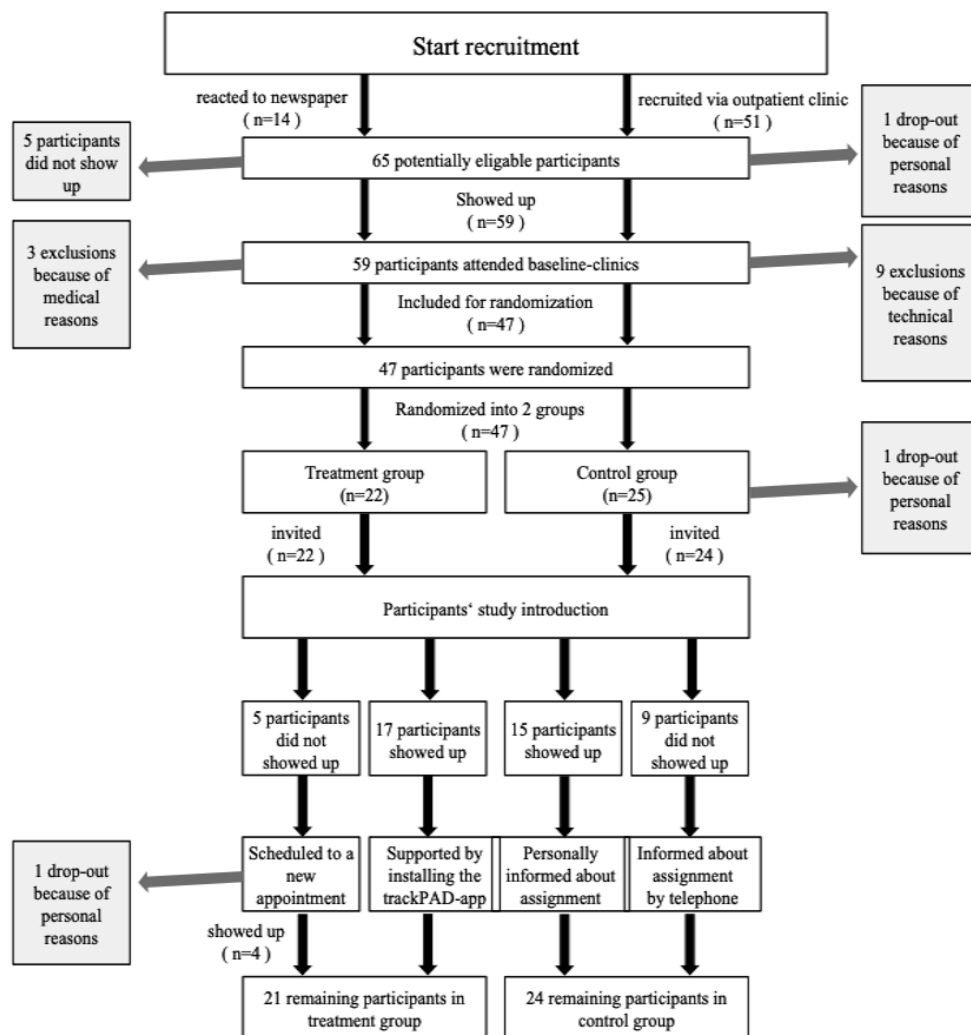 Start recruitment
reacted to newspaper
( n=14 )
recruited via outpatient clinic
( n=51 )
5 participants
did not show
up
65 potentially eligable participants
1 drop-out
because of
personal
reasons
Showed up
( n=59 )
3 exclusions
because of
medical
reasons
59 participants attended baseline-clinics
9 exclusions
because of
technical
reasons
Included for randomization
( n=47 )
47 participants were randomized
Randomized into 2 groups
( n=47 )
Treatment group
(n=22)
Control group
(n=25)
1 drop-out
because of
personal
reasons
invited
( n=22 )
invited
( n=24 )
Participants‘ study introduction
5 participants
did not
showed up
17 participants
showed up
15 participants
showed up
9 participants
did not
showed up
1 drop-out
because of
personal
reasons
Scheduled to a
new
appointment
Supported by
installing the
trackPAD-app
Personally
informed about
assignment
Informed about
assignment
by telephone
showed up
( n=4 )
21 remaining participants in
treatment group
24 remaining participants in
control group